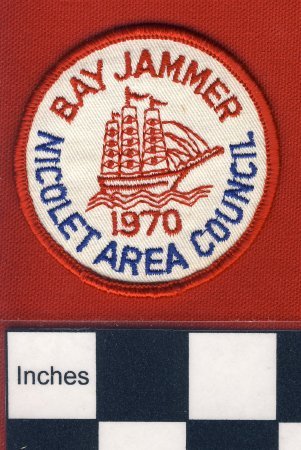 BAY JAMMER
1970
NICOLET AREA COUNCIL
Inches